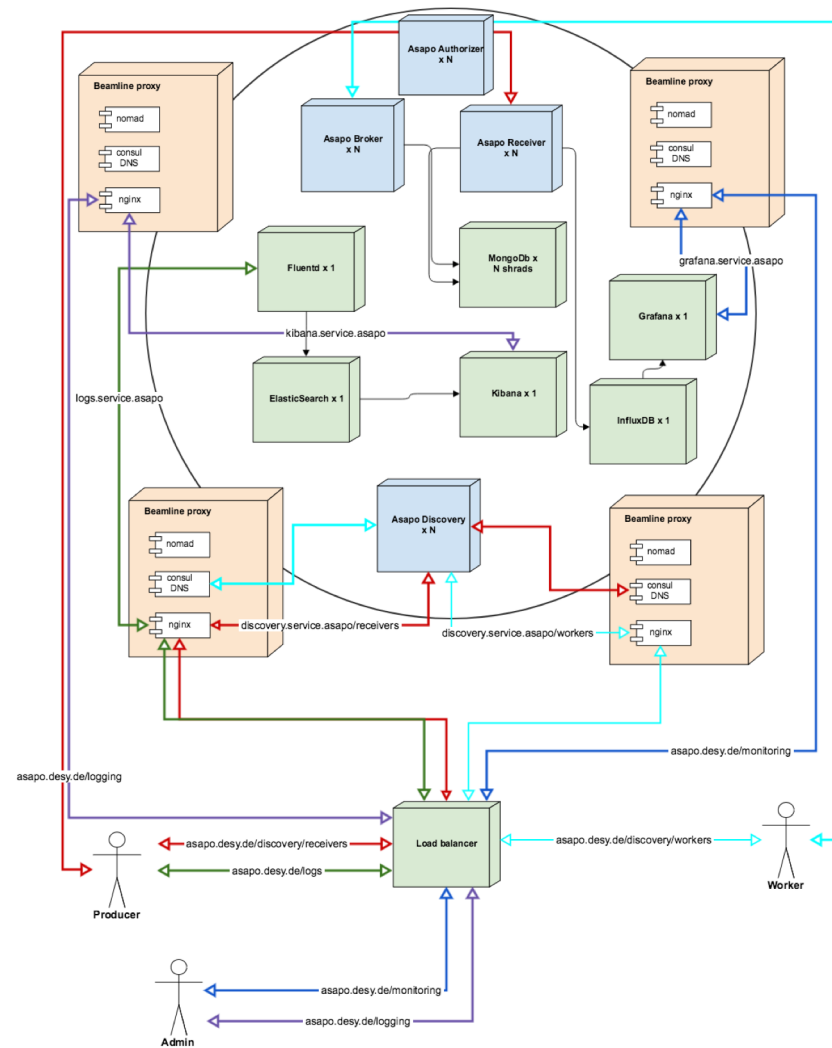 Asapo Authorizer
x N
Beamline proxy
nomad
consul
DNS
nginx
Asapo Broker
x N
Asapo Receiver
x N
Beamline proxy
nomad
consul
DNS
nginx
Fluentd x 1
MongoDb x
N shrads
grafana.service.asapo
Grafana x 1
kibana.service.asapo
logs.service.asapo
ElasticSearch x 1
Kibana x 1
InfluxDB x 1
Beamline proxy
nomad
consul
DNS
nginx
Asapo Discovery
x N
Beamline proxy
nomad
consul
DNS
nginx
discovery.service.asapo/receivers
discovery.service.asapo/workers
asapo.desy.de/monitoring
asapo.desy.de/logging
Load balancer
asapo.desy.de/discovery/receivers
asapo.desy.de/discovery/workers
asapo.desy.de/logs
Producer
Worker
asapo.desy.de/monitoring
asapo.desy.de/logging
Admin